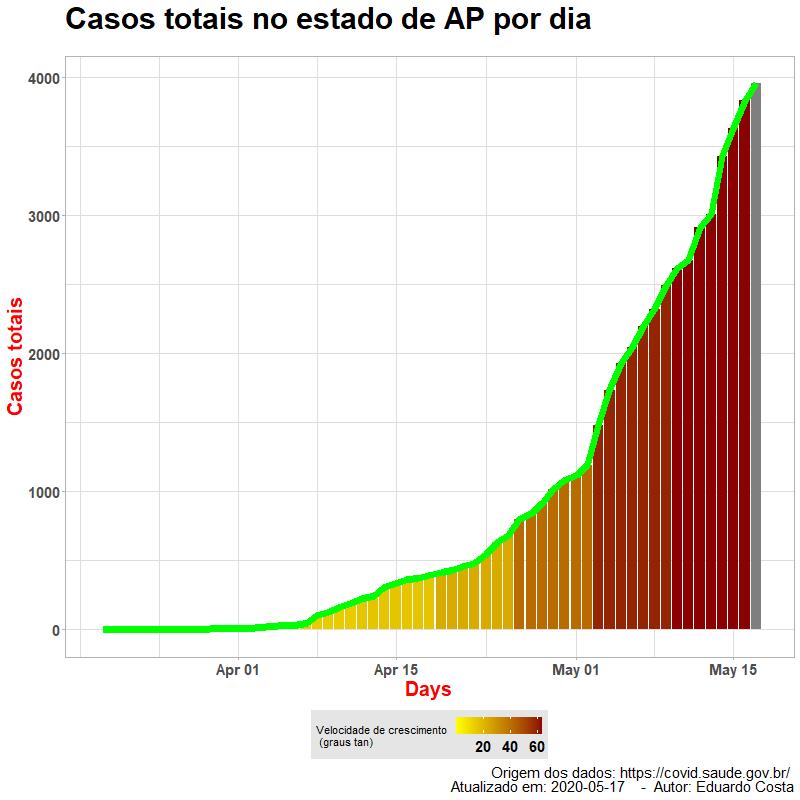 Casos totais no estado de AP por dia
Casos totais
4000
3000
2000
1000
0
Apr 01 Apr 15 May 01 May 15
Days
Velocidade de crescimento
(graus tan)
20 40 60
Origem dos dados: https://covid.saude.gov.br/
Atualizado em: 2020-05-17 - Autor: Eduardo Costa